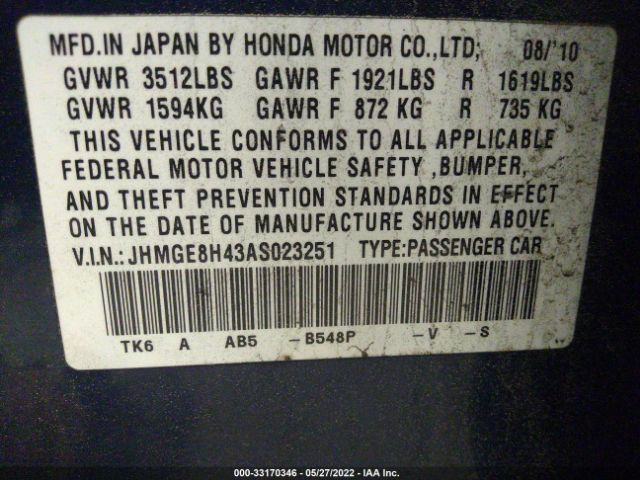 MFD.IN JAPAN BY HONDA MOTOR CO.,LTD; 08/'10
GVWR 3512LBS GAWR F 1921LBS R 1619LBS
GVWR 1594KG GAWR F 872 KG R 735 KG
THIS VEHICLE CONFORMS TO ALL APPLICABLE
FEDERAL MOTOR VEHICLE SAFETY ,BUMPER,
AND THEFT PREVENTION STANDARDS IN EFFECT
ON THE DATE OF MANUFACTURE SHOWN ABOVE.
V.I.N.:JHMGE8H43AS023251 TYPE:PASSENGER CAR
TK6 A AB5 -B548P -V -S
000-33170346 - 05/27/2022 - IAA Inc.